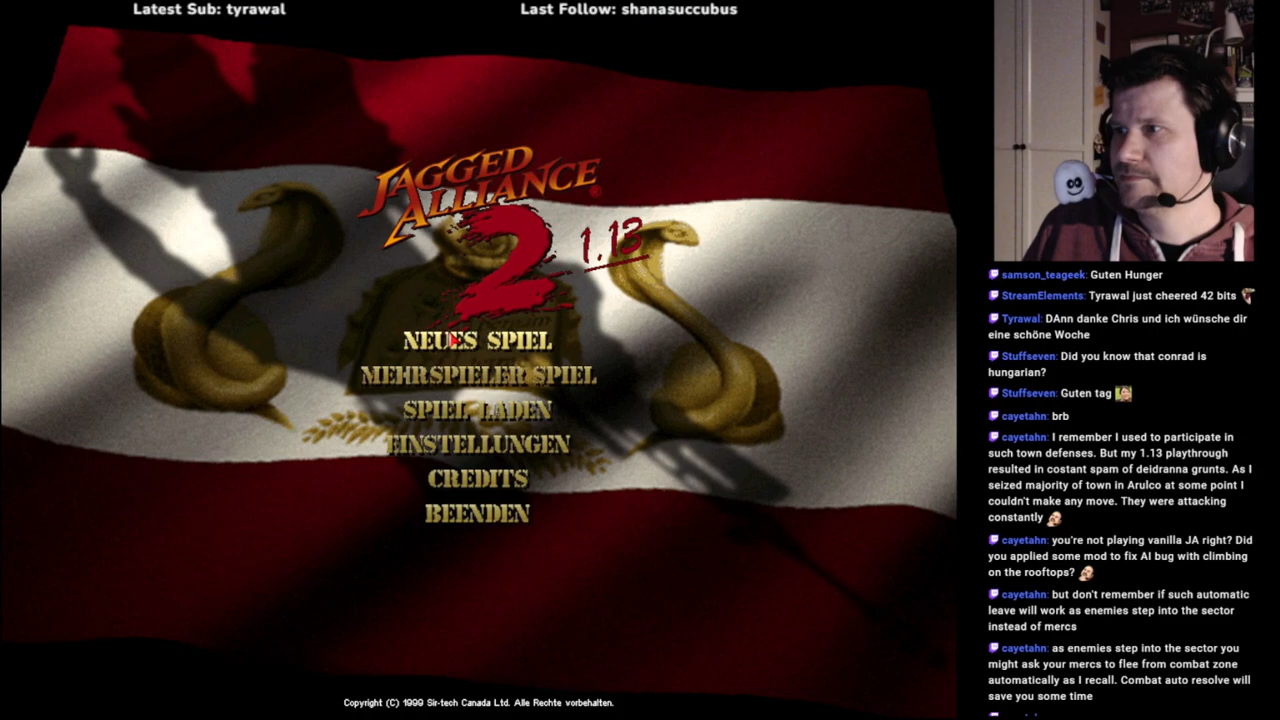 Latest Sub: tyrawal
Last Follow: shanasuccubus
JAGGED
ALLIANCE
2 1.13
NEUES SPIEL
MEHRSPIELER SPIEL
SPIEL LADEN
EINSTELLUNGEN
CREDITS
BEENDEN
Copyright (C) 1999 Sir-tech Canada Ltd. Alle Rechte vorbehalten.
samson_teageek: Guten Hunger
StreamElements: Tyrawal just cheered 42 bits
Tyrawal: DAnn danke Chris und ich wünsche dir
eine schöne Woche
Stuffseven: Did you know that conrad is
hungarian?
Stuffseven: Guten tag
cayetahn: brb
cayetahn: I remember I used to participate in
such town defenses. But my 1.13 playthrough
resulted in costant spam of deidranna grunts. As I
seized majority of town in Arulco at some point I
couldn't make any move. They were attacking
constantly
cayetahn: you're not playing vanilla JA right? Did
you applied some mod to fix AI bug with climbing
on the rooftops?
cayetahn: but don't remember if such automatic
leave will work as enemies step into the sector
instead of mercs
cayetahn: as enemies step into the sector you
might ask your mercs to flee from combat zone
automatically as I recall. Combat auto resolve will
save you some time